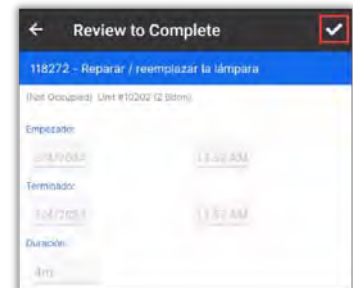 Review to Complete
118272 - Reparar / reemplazar la lámpara
(Not Occupied) Unit #10202 (2 Bdrm)
Empezado:
11:52 AM
Terminado:
11:57 AM
Duración:
4m